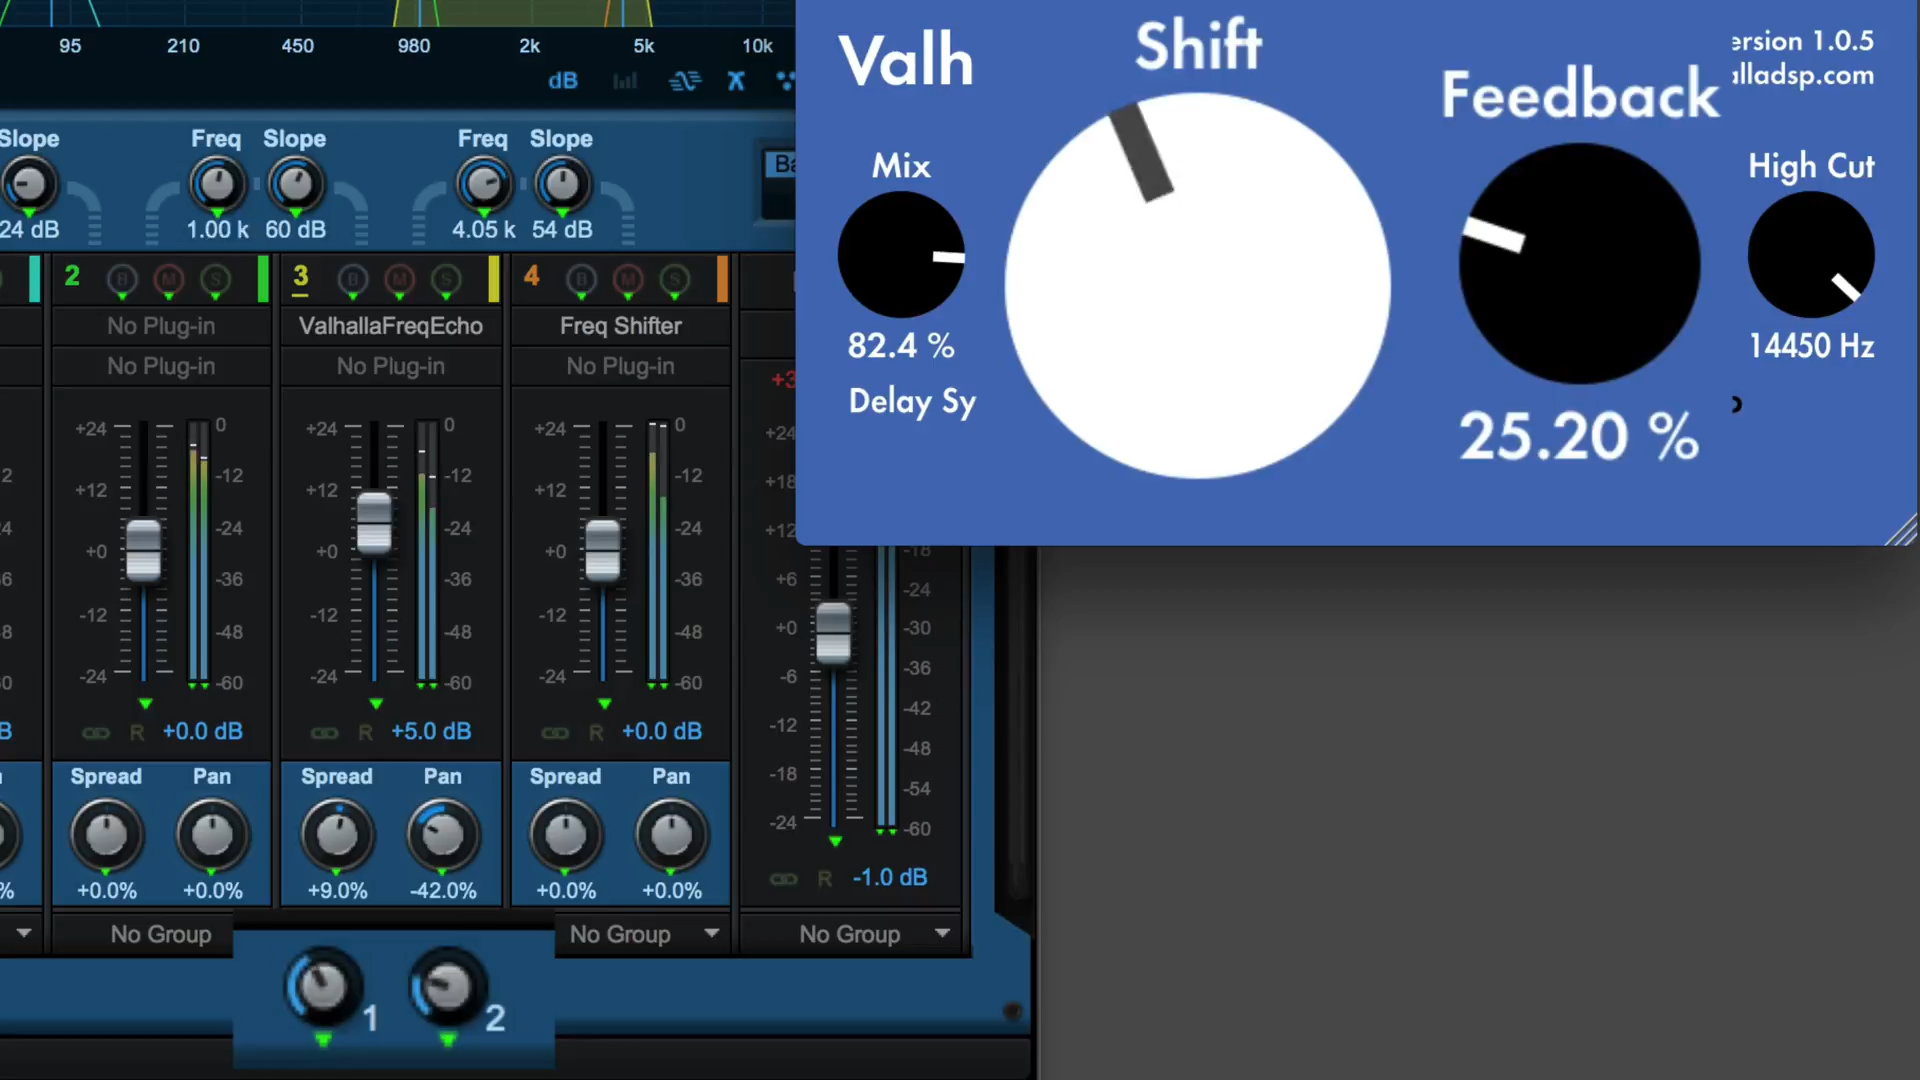 95 210 450 980 2k 5k 10k
dB
Slope Freq Slope Freq Slope
24 dB 1.00 k 60 dB 4.05 k 54 dB
Ba
2 B M S 3 B M S 4 B M S
No Plug-in ValhallaFreqEcho Freq Shifter
No Plug-in No Plug-in No Plug-in
+24 0 +24 0 +24 0 +24
-12 -12 -12
+12 +12 +12 +18
-24 -24 -24 +12
+0 +0 +0 -18
-36 -36 -36 +6 -24
-12 -12 -12 +0 -30
-48 -48 -48 -36
-24 -60 -24 -60 -24 -60 -6 -42
-12 -48
-18 -54
-24 -60
R +0.0 dB R +5.0 dB R +0.0 dB
Spread Pan Spread Pan Spread Pan
+0.0% +0.0% +9.0% -42.0% +0.0% +0.0%
R -1.0 dB
No Group No Group No Group
1 2
Valh
Shift
Feedback
ersion 1.0.5
alladsp.com
Mix
82.4 %
Delay Sy
25.20 %
High Cut
14450 Hz